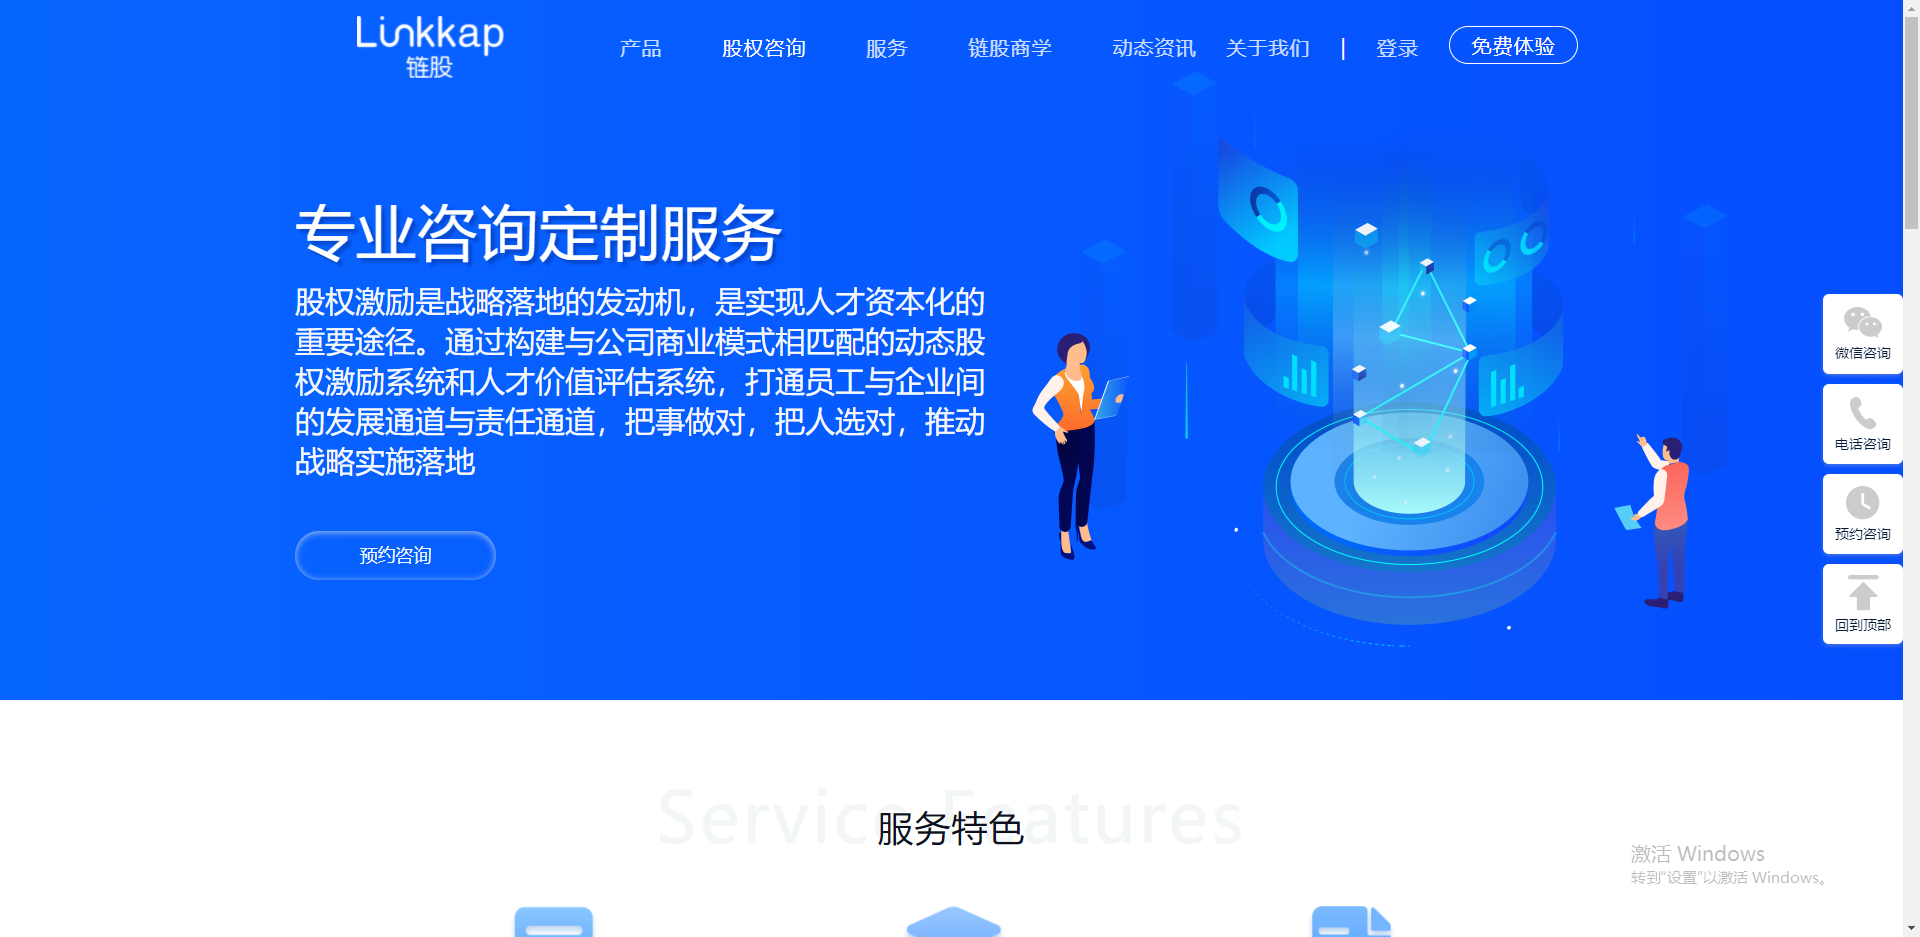 Linkkap
链股
产品 股权咨询 服务 链股商学 动态资讯 关于我们 | 登录 免费体验
专业咨询定制服务
股权激励是战略落地的发动机，是实现人才资本化的
重要途径。通过构建与公司商业模式相匹配的动态股
权激励系统和人才价值评估系统，打通员工与企业间
的发展通道与责任通道，把事做对，把人选对，推动
战略实施落地
预约咨询
微信咨询
电话咨询
预约咨询
回到顶部
Service Features
服务特色
激活 Windows
转到“设置”以激活 Windows。